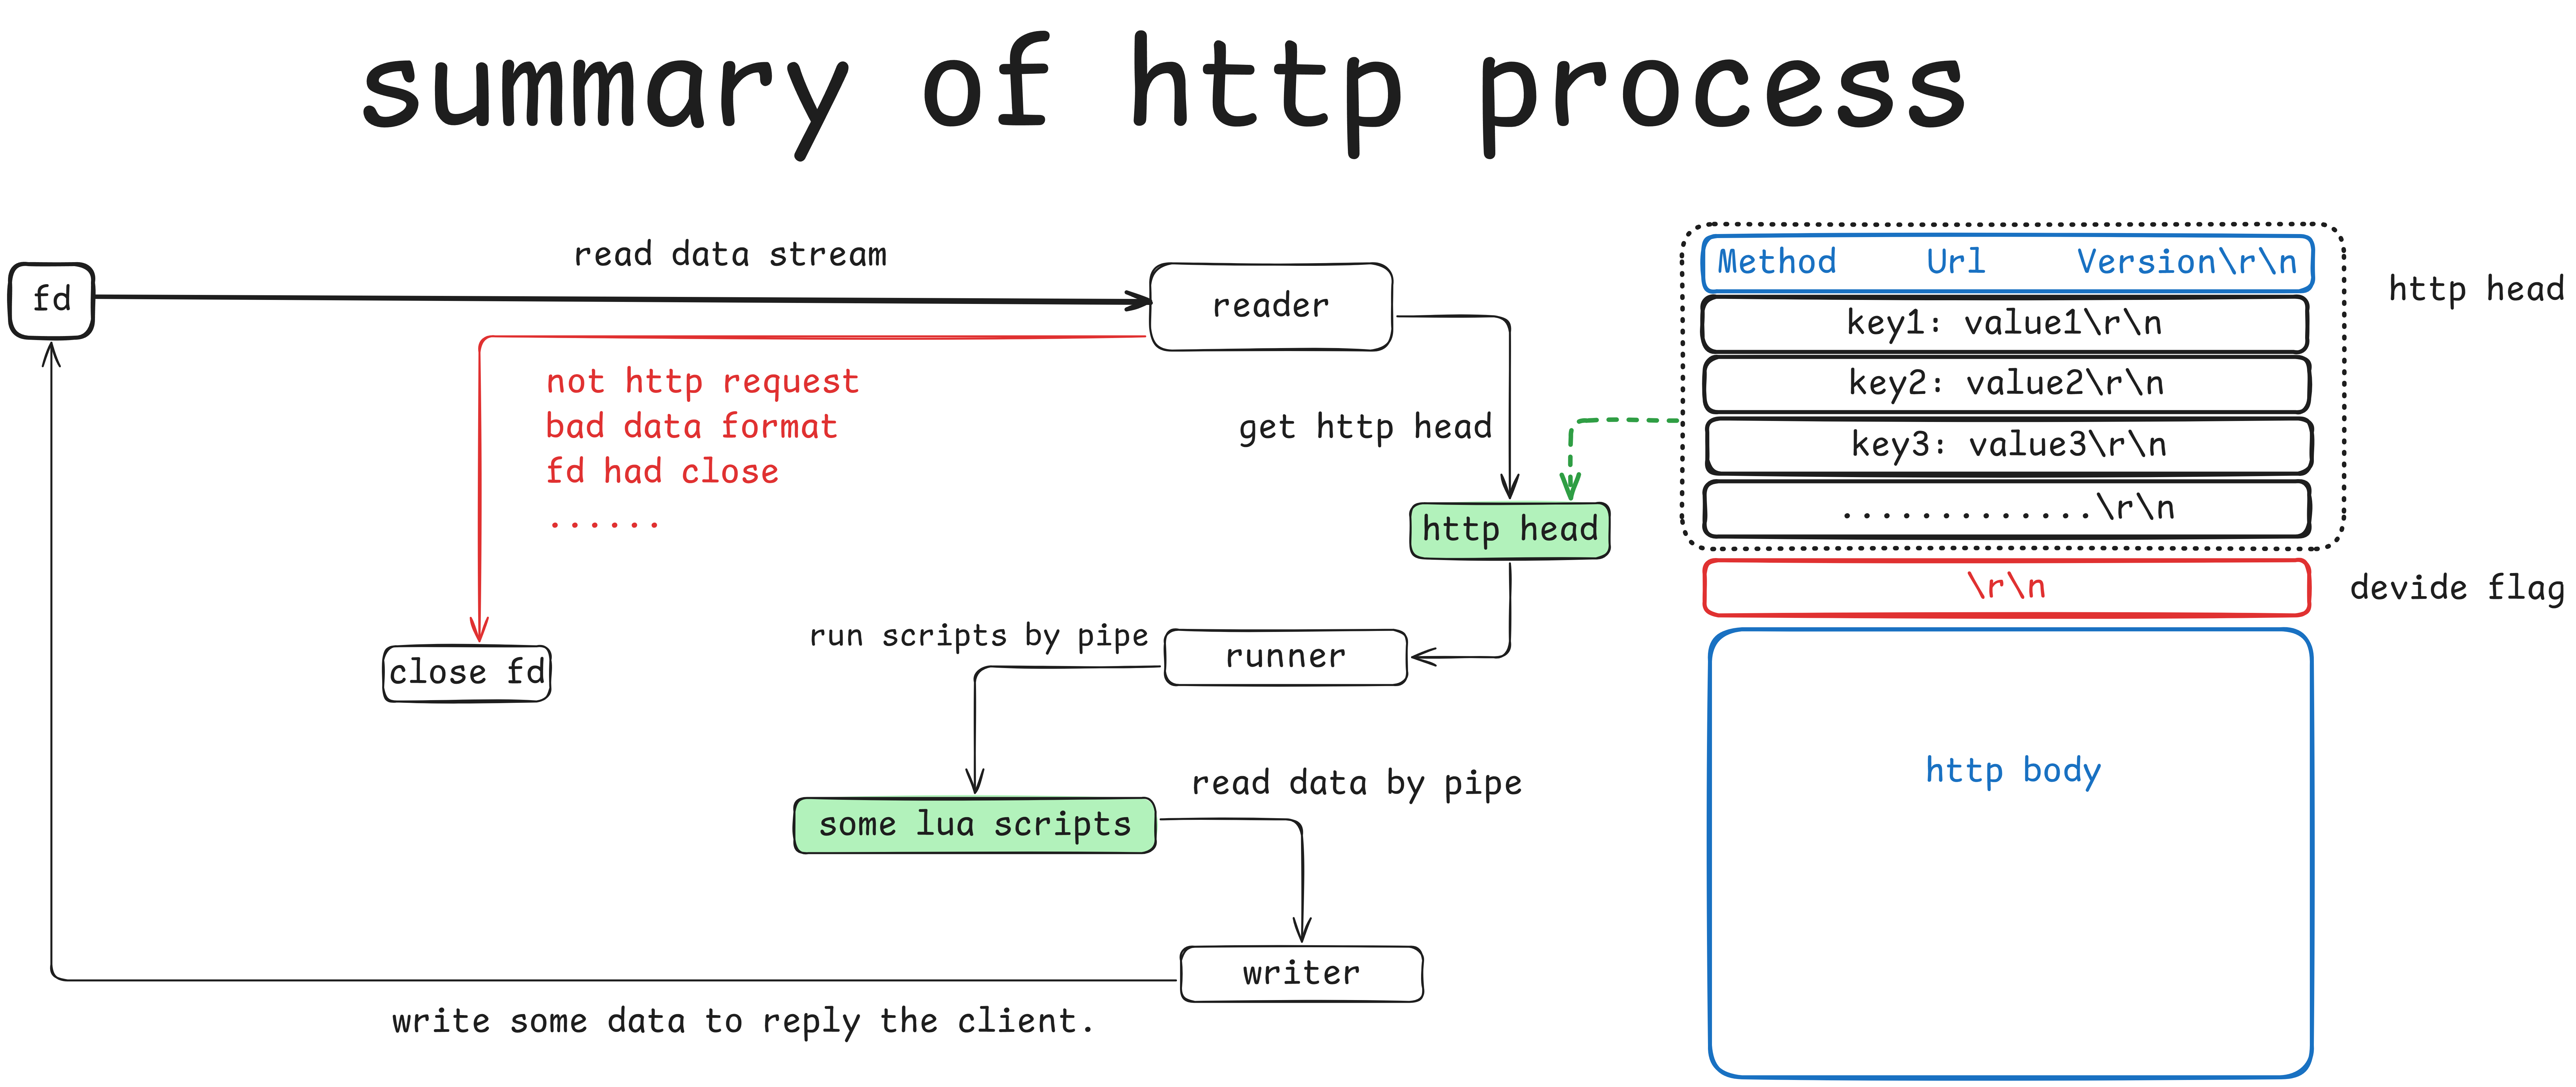 summary of http process
read data stream
fd
reader
not http request
bad data format
fd had close
......
get http head
http head
close fd
run scripts by pipe
runner
some lua scripts
read data by pipe
writer
write some data to reply the client.
Method Url Version\r\n
key1: value1\r\n
key2: value2\r\n
key3: value3\r\n
.............\r\n
http head
\r\n
devide flag
http body